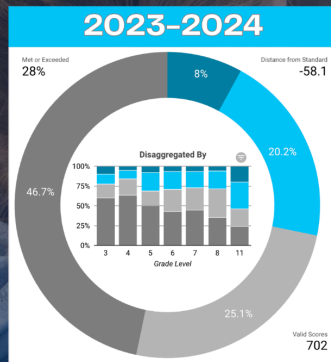 2023-2024
Met or Exceeded
28%
Distance from Standard
-58.1
8%
20.2%
46.7%
25.1%
Disaggregated By
100%
75%
50%
25%
0%
3 4 5 6 7 8 11
Grade Level
Valid Scores
702